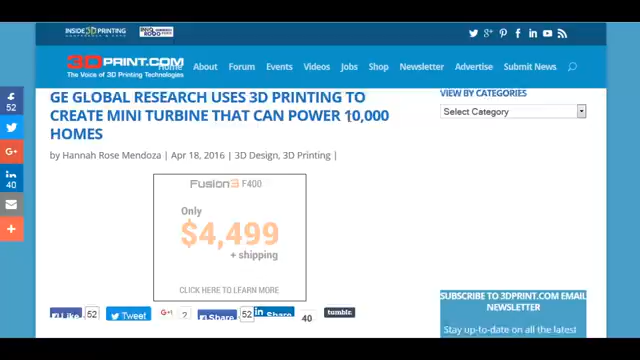 INSIDE 3D PRINTING
3DPRINT.COM
The Voice of 3D Printing Technologies
Home About Forum Events Videos Jobs Shop Newsletter Advertise Submit News
GE GLOBAL RESEARCH USES 3D PRINTING TO
CREATE MINI TURBINE THAT CAN POWER 10,000
HOMES
by Hannah Rose Mendoza | Apr 18, 2016 | 3D Design, 3D Printing |
VIEW BY CATEGORIES
Select Category
52
40
Fusion3 F400
Only
$4,499
+ shipping
CLICK HERE TO LEARN MORE
Like 52 Tweet 2 Share 52 Share 40 tumblr.
SUBSCRIBE TO 3DPRINT.COM EMAIL
NEWSLETTER
Stay up-to-date on all the latest